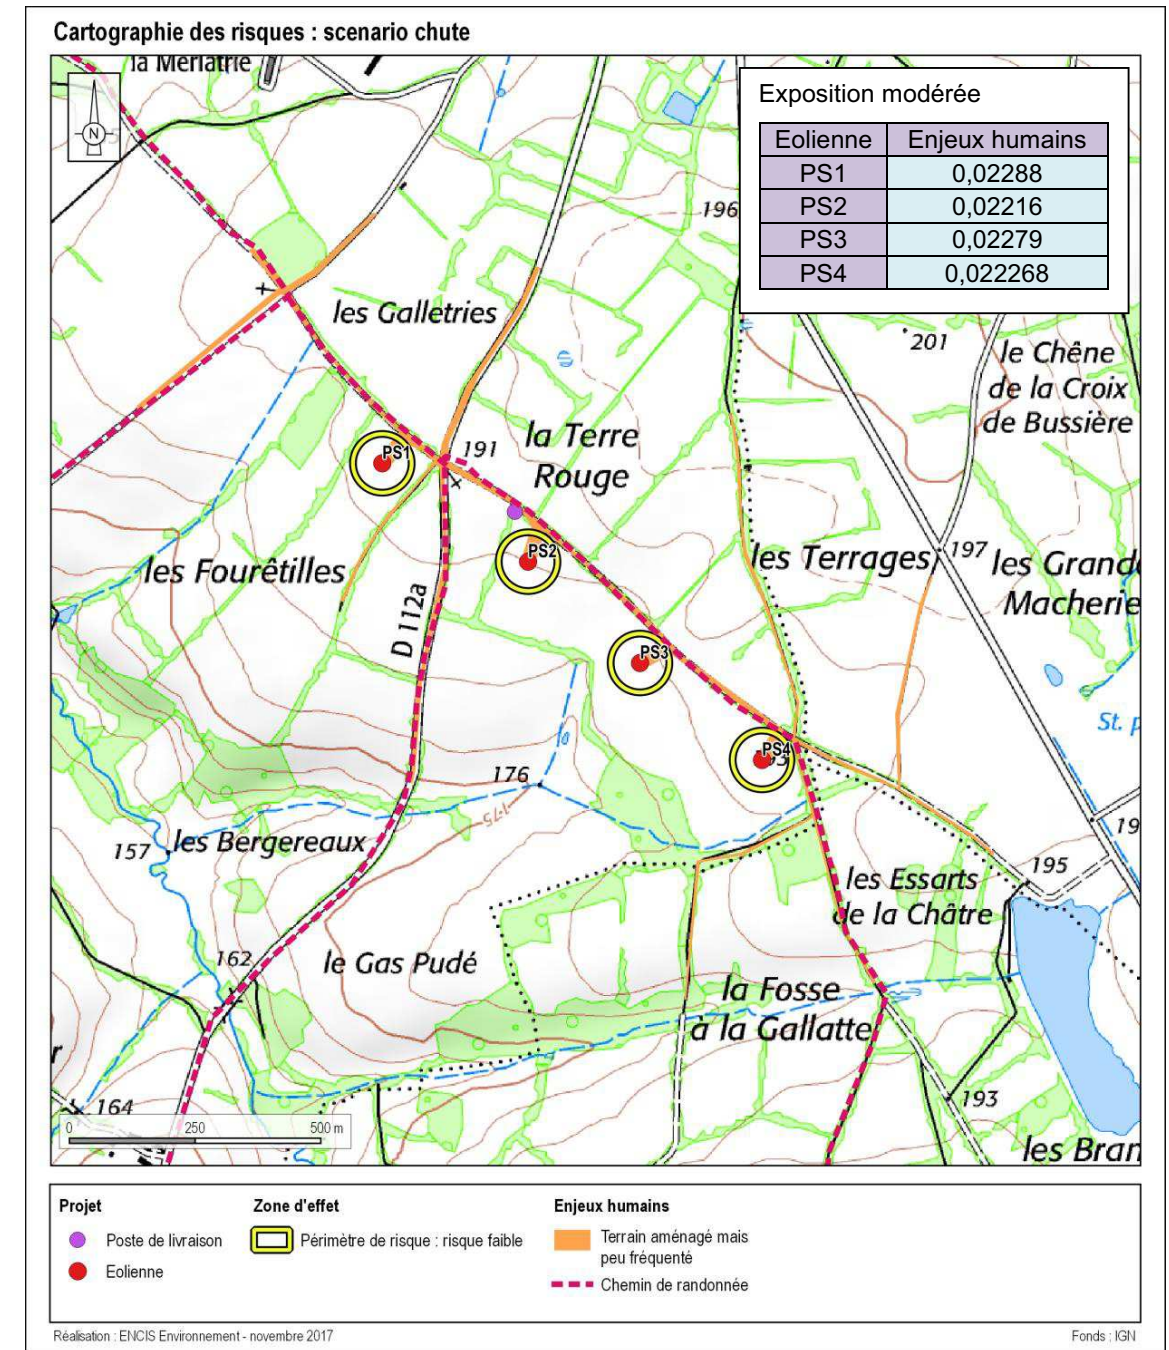 Cartographie des risques : scenario chute
la Merlatrie
N
Exposition modérée
Eolienne Enjeux humains
PS1 0,02288
PS2 0,02216
PS3 0,02279
PS4 0,022268
196
les Galletries
201
le Chêne
de la Croix
de Bussière
la Terre
Rouge
191
PS1
PS2
les Fourêtilles
D 112a
les Terrages
197
les Grand
Macherie
PS3
St. p
PS4
176
175
les Bergereaux
157
19
195
les Essarts
de la Châtre
162
le Gas Pudé
la Fosse
à la Gallatte
193
164
0 250 500 m
les Bran
Projet
Poste de livraison
Eolienne
Zone d'effet
Périmètre de risque : risque faible
Enjeux humains
Terrain aménagé mais
peu fréquenté
Chemin de randonnée
Réalisation : ENCIS Environnement - novembre 2017
Fonds : IGN